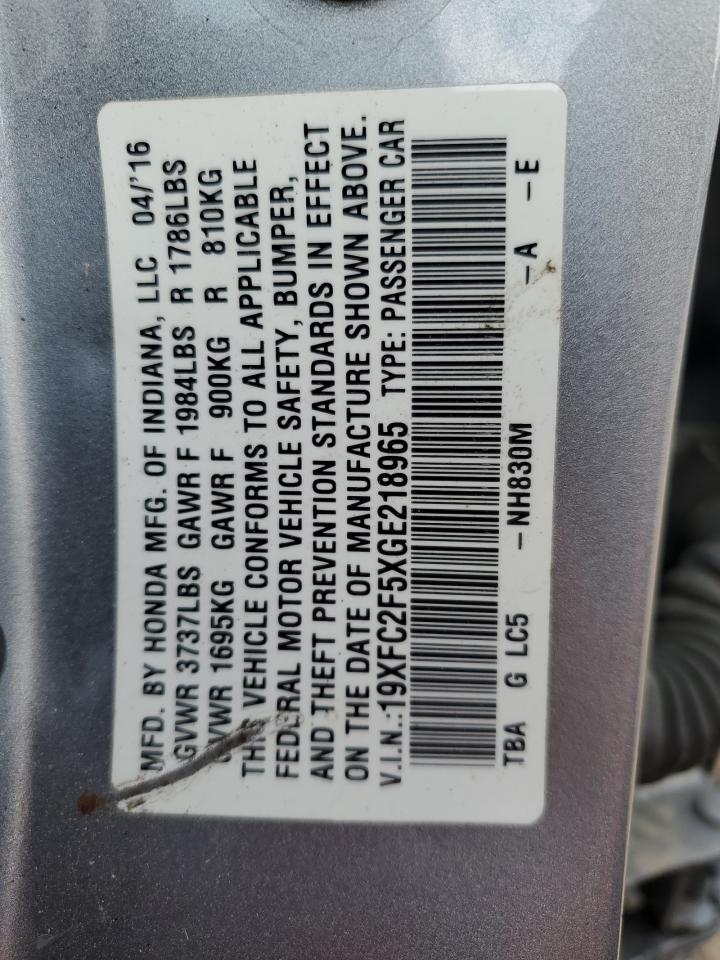 MFD. BY HONDA MFG. OF INDIANA, LLC 04/'16
GVWR 3737LBS GAWR F 1984LBS R 1786LBS
GVWR 1695KG GAWR F 900KG R 810KG
THIS VEHICLE CONFORMS TO ALL APPLICABLE
FEDERAL MOTOR VEHICLE SAFETY, BUMPER,
AND THEFT PREVENTION STANDARDS IN EFFECT
ON THE DATE OF MANUFACTURE SHOWN ABOVE.
V.I.N.:19XFC2F5XGE218965 TYPE: PASSENGER CAR
TBA G LC5 -NH830M -A -E